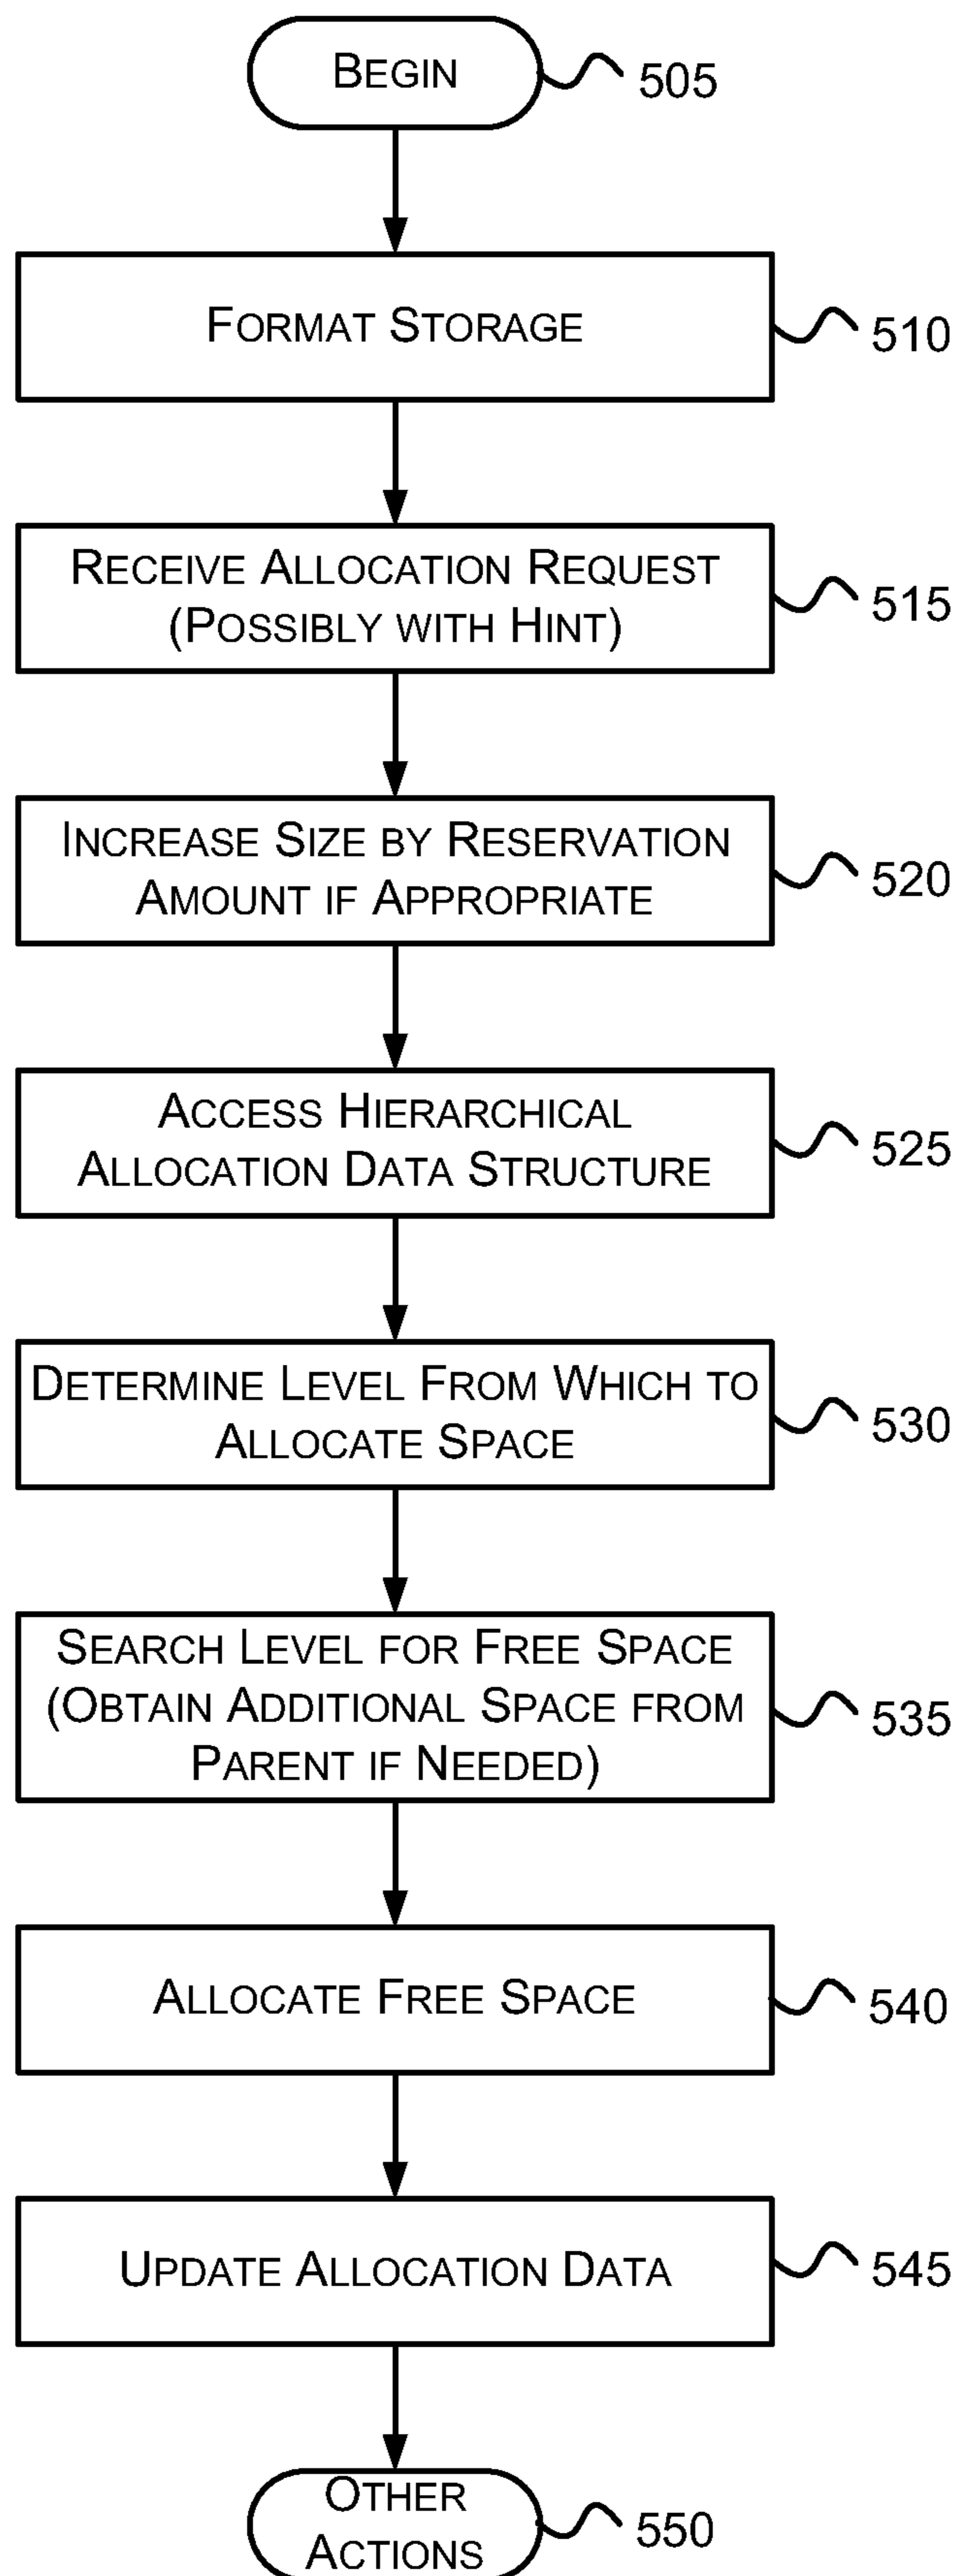 BEGIN
505
FORMAT STORAGE
510
RECEIVE ALLOCATION REQUEST
(POSSIBLY WITH HINT)
515
INCREASE SIZE BY RESERVATION
AMOUNT IF APPROPRIATE
520
ACCESS HIERARCHICAL
ALLOCATION DATA STRUCTURE
525
DETERMINE LEVEL FROM WHICH TO
ALLOCATE SPACE
530
SEARCH LEVEL FOR FREE SPACE
(OBTAIN ADDITIONAL SPACE FROM
PARENT IF NEEDED)
535
ALLOCATE FREE SPACE
540
UPDATE ALLOCATION DATA
545
OTHER
ACTIONS
550